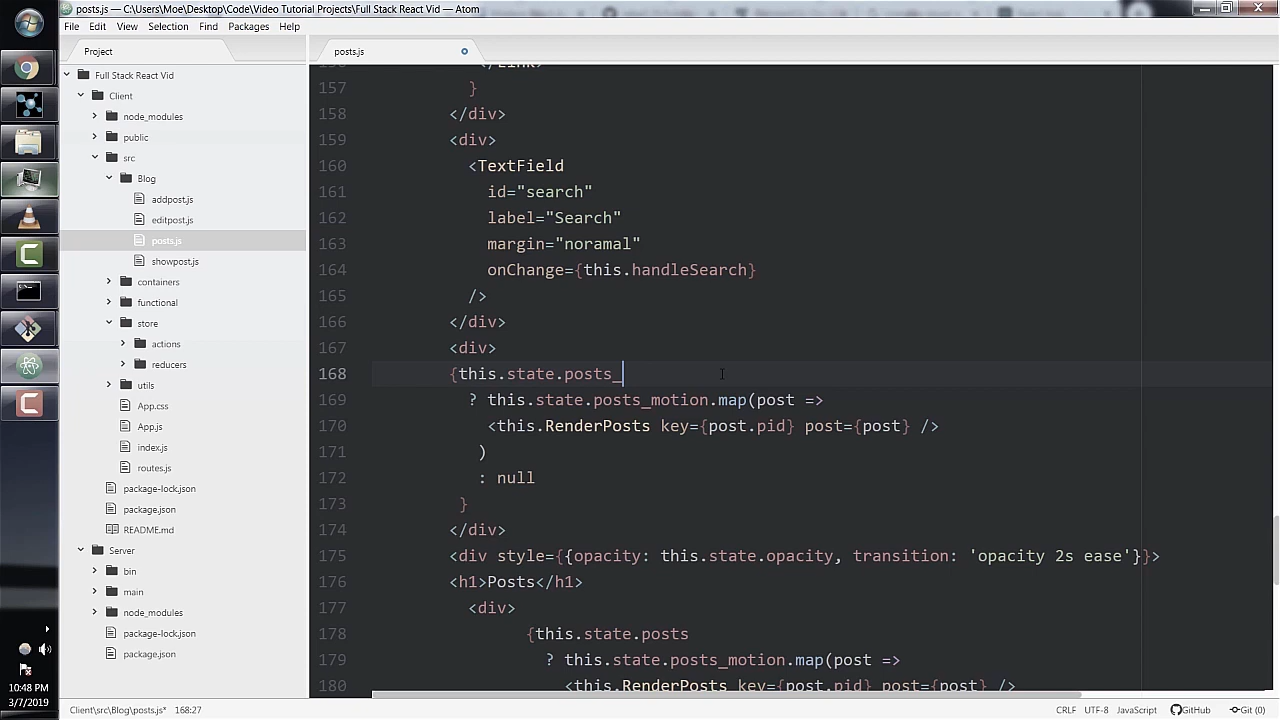 posts.js — C:\Users\Moe\Desktop\Code\Video Tutorial Projects\Full Stack React Vid — Atom
File Edit View Selection Find Packages Help
Project
posts.js
Full Stack React Vid
Client
node_modules
public
src
Blog
addpost.js
editpost.js
posts.js
showpost.js
containers
functional
store
actions
reducers
utils
App.css
App.js
index.js
routes.js
package-lock.json
package.json
README.md
Server
bin
main
node_modules
package-lock.json
package.json
156 </Link>
157 }
158 </div>
159 <div>
160 <TextField
161 id="search"
162 label="Search"
163 margin="noramal"
164 onChange={this.handleSearch}
165 />
166 </div>
167 <div>
168 {this.state.posts_
169 ? this.state.posts_motion.map(post =>
170 <this.RenderPosts key={post.pid} post={post} />
171 )
172 : null
173 }
174 </div>
175 <div style={{opacity: this.state.opacity, transition: 'opacity 2s ease'}}>
176 <h1>Posts</h1>
177 <div>
178 {this.state.posts
179 ? this.state.posts_motion.map(post =>
180 <this.RenderPosts key={post.pid} post={post} />
10:48 PM
3/7/2019
Client\src\Blog\posts.js* 168:27
CRLF UTF-8 JavaScript GitHub Git (0)